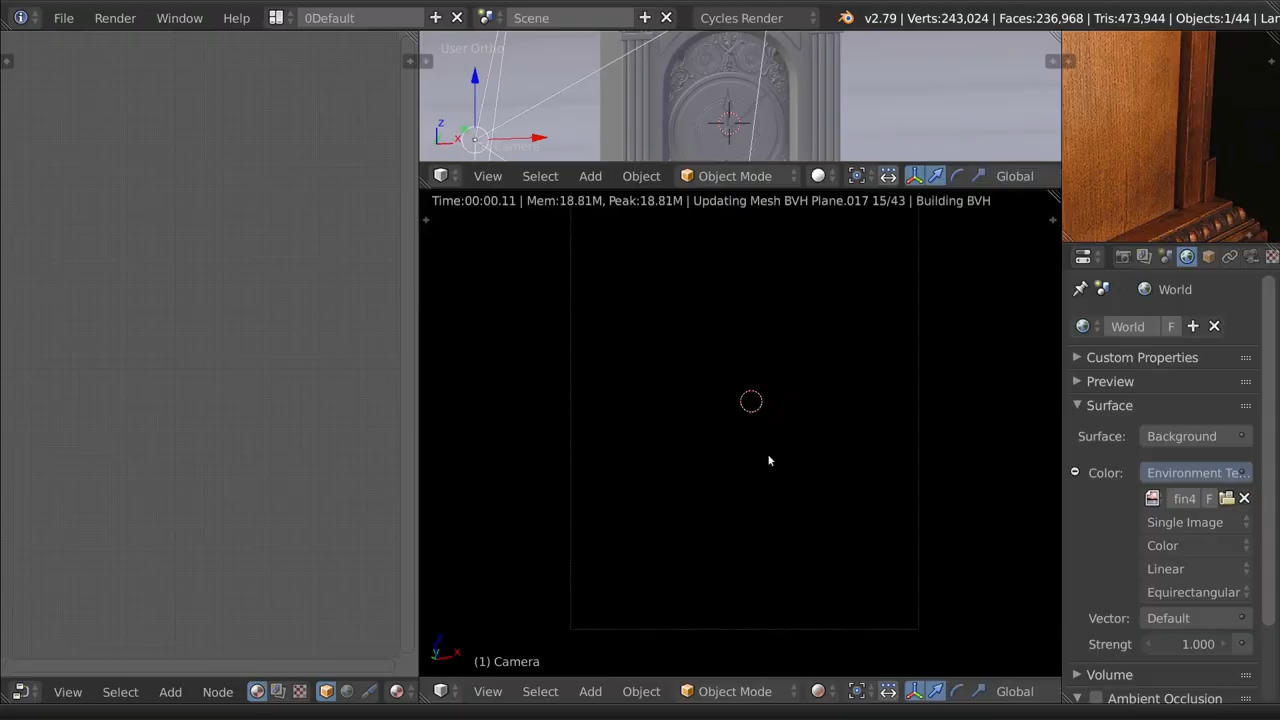 File Render Window Help 0Default Scene Cycles Render v2.79 | Verts:243,024 | Faces:236,968 | Tris:473,944 | Objects:1/44 | Lar
User Ortho
z
x
Camera
View Select Add Object Object Mode Global
Time:00:00.11 | Mem:18.81M, Peak:18.81M | Updating Mesh BVH Plane.017 15/43 | Building BVH
World
World F
Custom Properties
Preview
Surface
Surface: Background
Color: Environment Te...
fin4 F
Single Image
Color
Linear
Equirectangular
Vector: Default
Strengt 1.000
y x (1) Camera
Volume
Ambient Occlusion
View Select Add Node View Select Add Object Object Mode Global